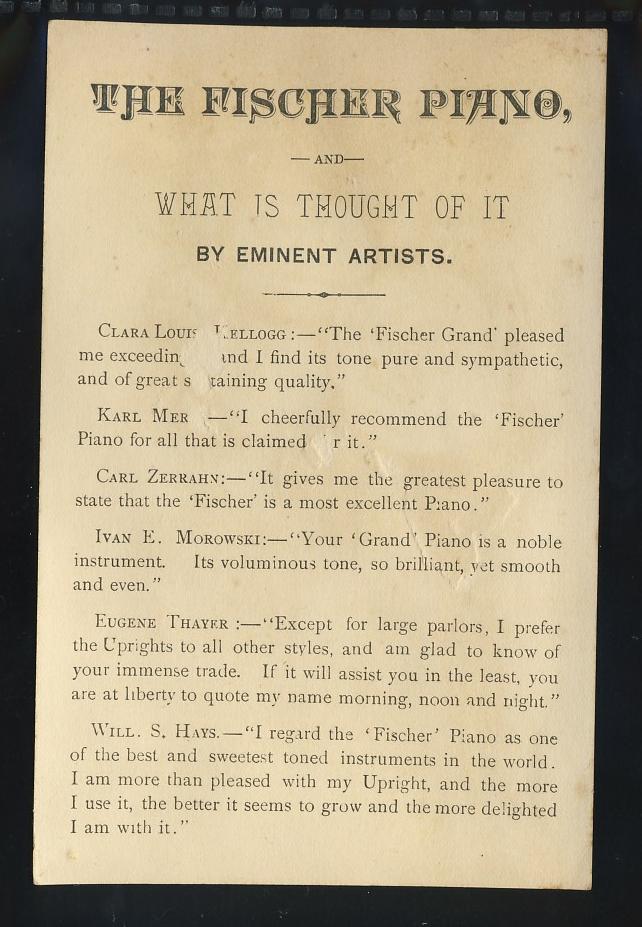 THE FISCHER PIANO,
— AND—
WHAT IS THOUGHT OF IT
BY EMINENT ARTISTS.
CLARA :—"The 'Fischer Grand' pleased
me and I find its tone pure and sympathetic,
and of great quality."
KARL —"I cheerfully recommend the 'Fischer'
Piano for all that is claimed it."
CARL ZERRAHN:—"It gives me the greatest pleasure to
state that the 'Fischer' is a most excellent Piano."
IVAN E. MOROWSKI:—"Your 'Grand' Piano is a noble
instrument. Its voluminous tone, so brilliant, yet smooth
and even."
EUGENE THAYER :—"Except for large parlors, I prefer
the Uprights to all other styles, and am glad to know of
your immense trade. If it will assist you in the least, you
are at liberty to quote my name morning, noon and night."
WILL. S. HAYS.—"I regard the 'Fischer' Piano as one
of the best and sweetest toned instruments in the world.
I am more than pleased with my Upright, and the more
I use it, the better it seems to grow and the more delighted
I am with it."